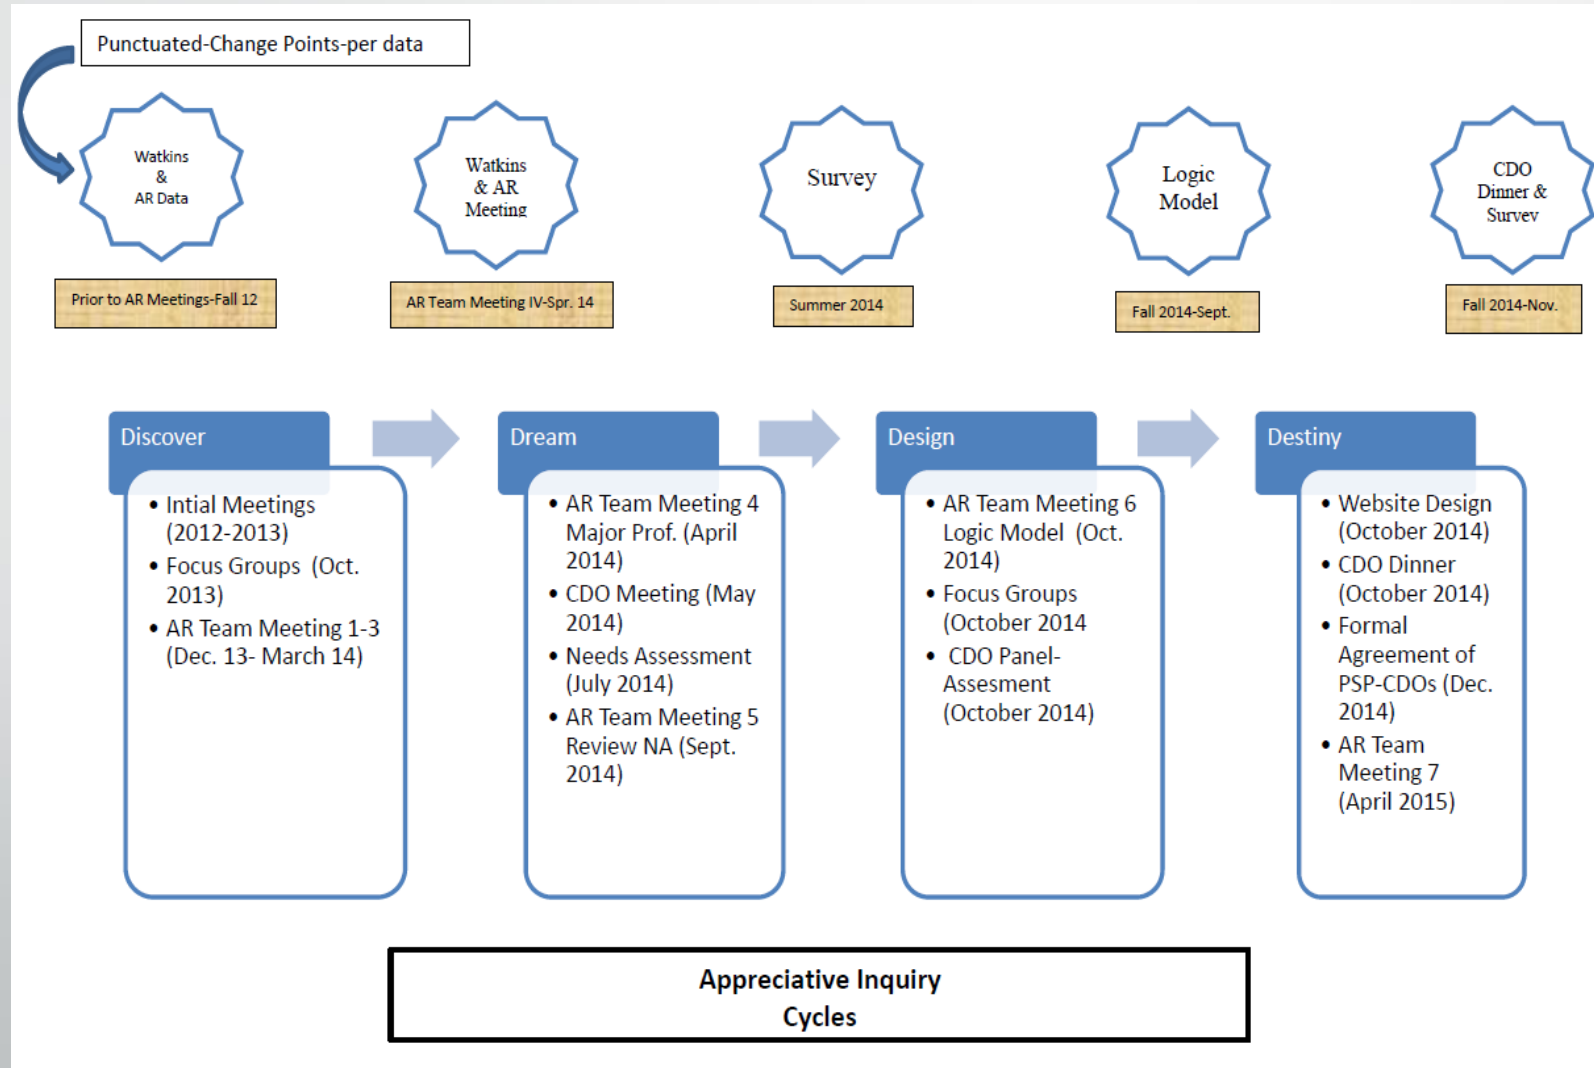 Punctuated-Change Points-per data
Watkins
&
AR Data
Watkins
& AR
Meeting
Survey
Logic
Model
CDO
Dinner &
Survey
Prior to AR Meetings-Fall 12
AR Team Meeting IV-Spr. 14
Summer 2014
Fall 2014-Sept.
Fall 2014-Nov.
Discover
• Intial Meetings
(2012-2013)
• Focus Groups (Oct.
2013)
• AR Team Meeting 1-3
(Dec. 13- March 14)
Dream
• AR Team Meeting 4
Major Prof. (April
2014)
• CDO Meeting (May
2014)
• Needs Assessment
(July 2014)
• AR Team Meeting 5
Review NA (Sept.
2014)
Design
• AR Team Meeting 6
Logic Model (Oct.
2014)
• Focus Groups
(October 2014
• CDO Panel-
Assesment
(October 2014)
Destiny
• Website Design
(October 2014)
• CDO Dinner
(October 2014)
• Formal
Agreement of
PSP-CDOs (Dec.
2014)
• AR Team
Meeting 7
(April 2015)
Appreciative Inquiry
Cycles